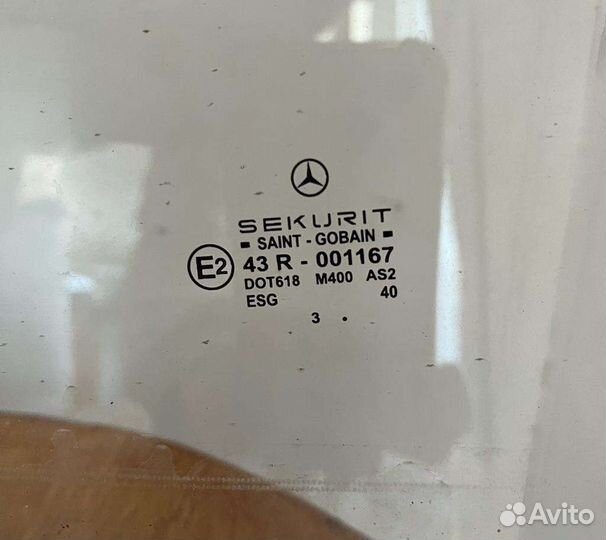 SEKURIT
SAINT - GOBAIN
E2 43 R - 001167
DOT618 M400 AS2
ESG 40
3 .
Avito